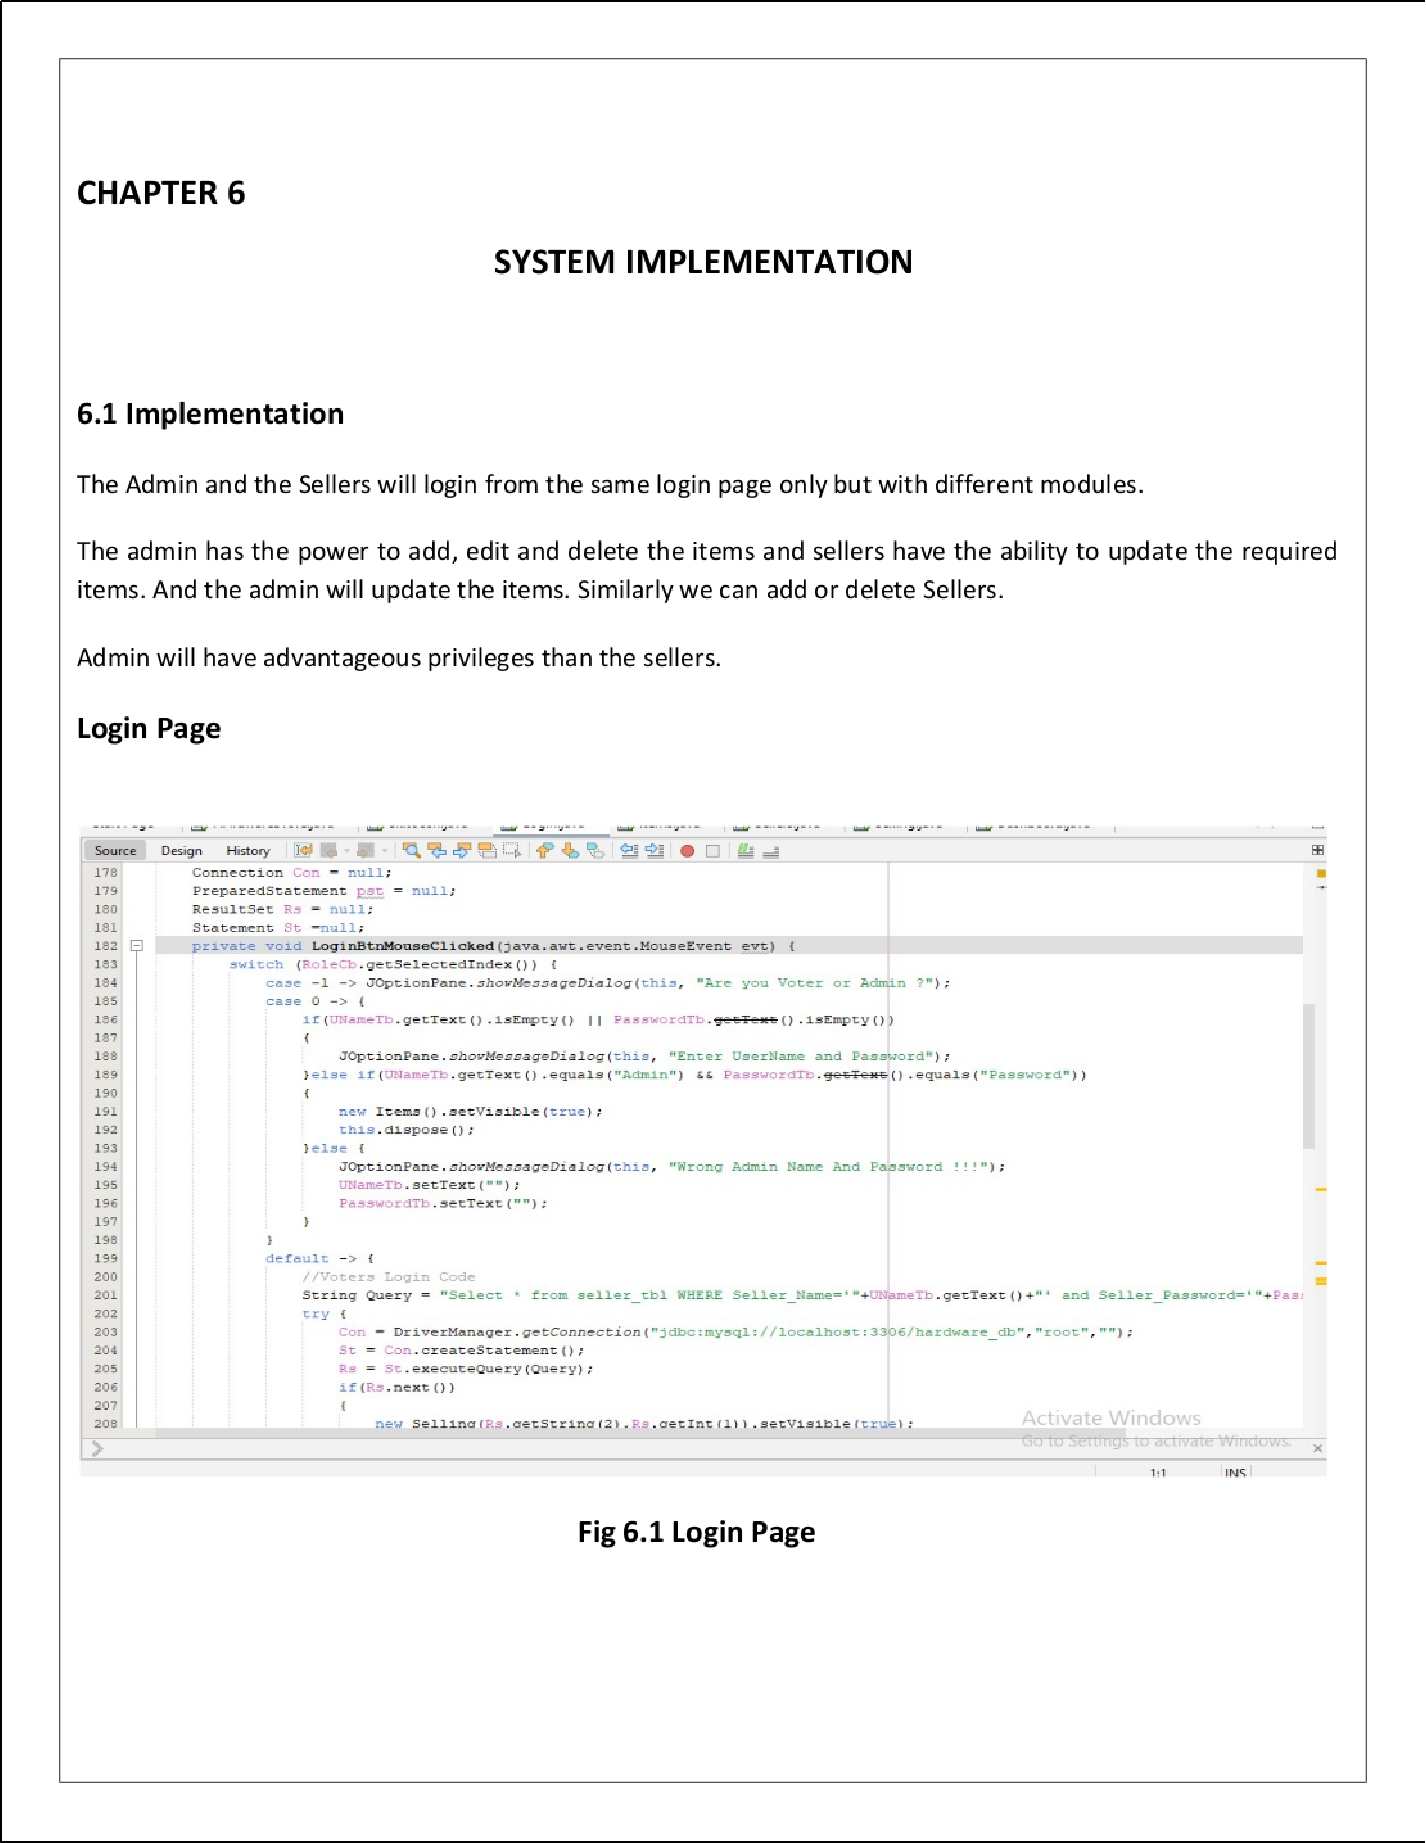 CHAPTER 6
SYSTEM IMPLEMENTATION
6.1 Implementation
The Admin and the Sellers will login from the same login page only but with different modules.
The admin has the power to add, edit and delete the items and sellers have the ability to update the required
items. And the admin will update the items. Similarly we can add or delete Sellers.
Admin will have advantageous privileges than the sellers.
Login Page
Source Design History
178 Connection Con = null;
179 PreparedStatement pst = null;
180 ResultSet Rs = null;
181 Statement St =null;
182 private void LoginBtnMouseClicked(java.awt.event.MouseEvent evt) {
183 switch (RoleCb.getSelectedIndex()) {
184 case -1 -> JOptionPane.showMessageDialog(this, "Are you Voter or Admin ?");
185 case 0 -> {
186 if(UNameTb.getText().isEmpty() || PasswordTb.getText().isEmpty())
187 {
188 JOptionPane.showMessageDialog(this, "Enter UserName and Password");
189 }else if(UNameTb.getText().equals("Admin") && PasswordTb.getText().equals("Password"))
190 {
191 new Items().setVisible(true);
192 this.dispose();
193 }else {
194 JOptionPane.showMessageDialog(this, "Wrong Admin Name And Password !!!");
195 UNameTb.setText("");
196 PasswordTb.setText("");
197 }
198 }
199 default -> {
200 //Voters Login Code
201 String Query = "Select * from seller_tbl WHERE Seller_Name='"+UNameTb.getText()+"' and Seller_Password='"+Pas
202 try {
203 Con = DriverManager.getConnection("jdbc:mysql://localhost:3306/hardware_db","root","");
204 St = Con.createStatement();
205 Rs = St.executeQuery(Query);
206 if(Rs.next())
207 {
208 new Selling(Rs.getString(2),Rs.getInt(1)).setVisible(true);
Activate Windows
Go to Settings to activate Windows.
1:1 INS
Fig 6.1 Login Page